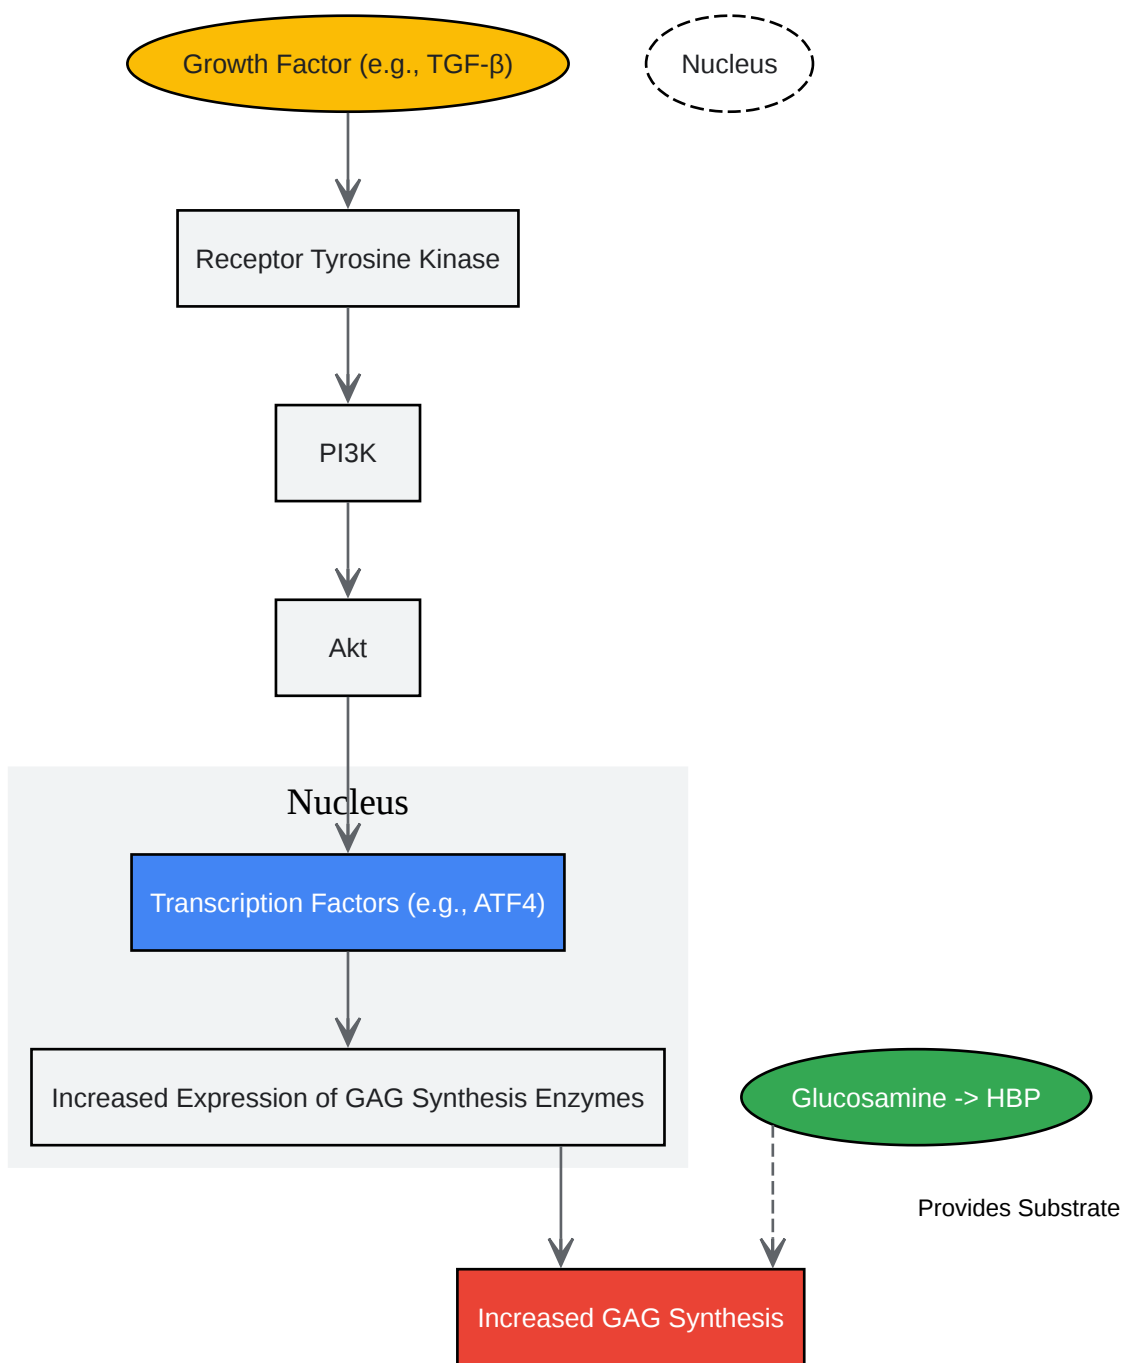 Growth Factor (e.g., TGF-β)
Nucleus
Receptor Tyrosine Kinase
PI3K
Akt
Nucleus
Transcription Factors (e.g., ATF4)
Increased Expression of GAG Synthesis Enzymes
Glucosamine -> HBP
Provides Substrate
Increased GAG Synthesis